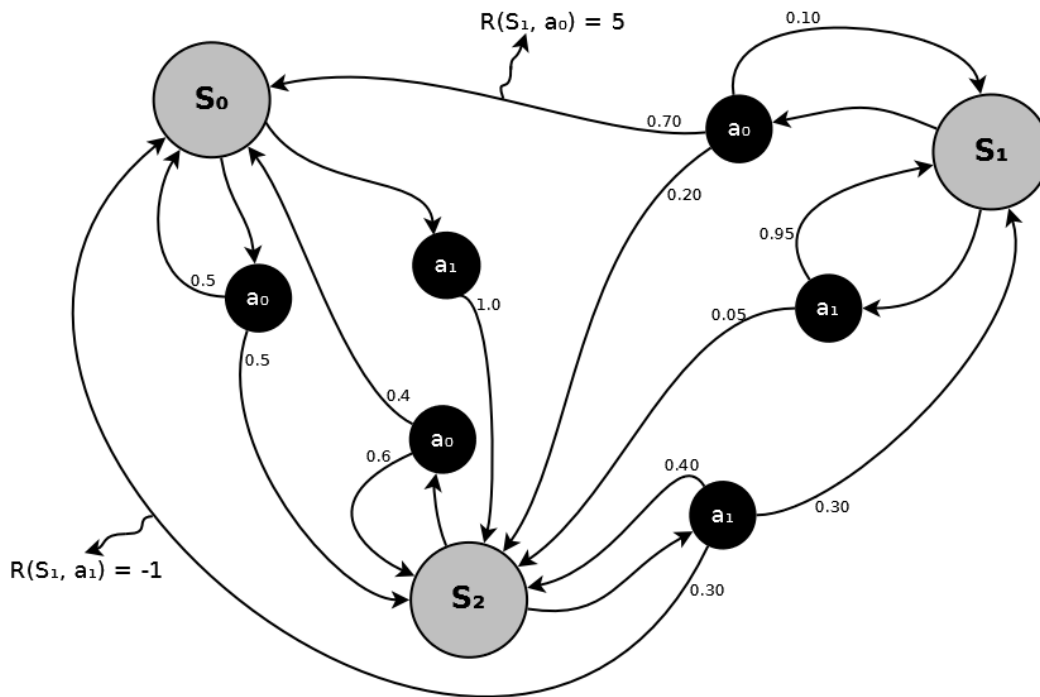 0.10
R(S₁, a₀) = 5
S₀
0.70
a₀
S₁
0.20
0.95
a₁
0.5
a₀
1.0
0.05
a₁
0.5
0.4
a₀
0.6
0.40
a₁
0.30
R(S₁, a₁) = -1
S₂
0.30